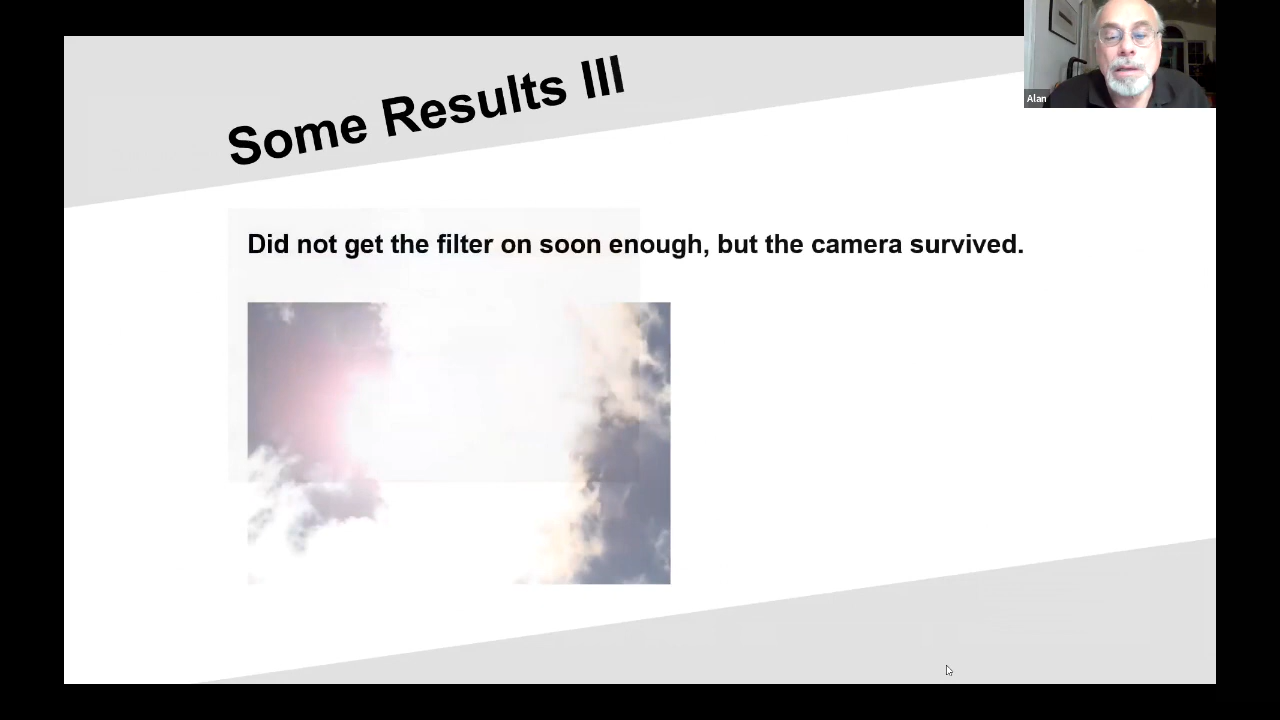 Some Results III
Did not get the filter on soon enough, but the camera survived.
Alan